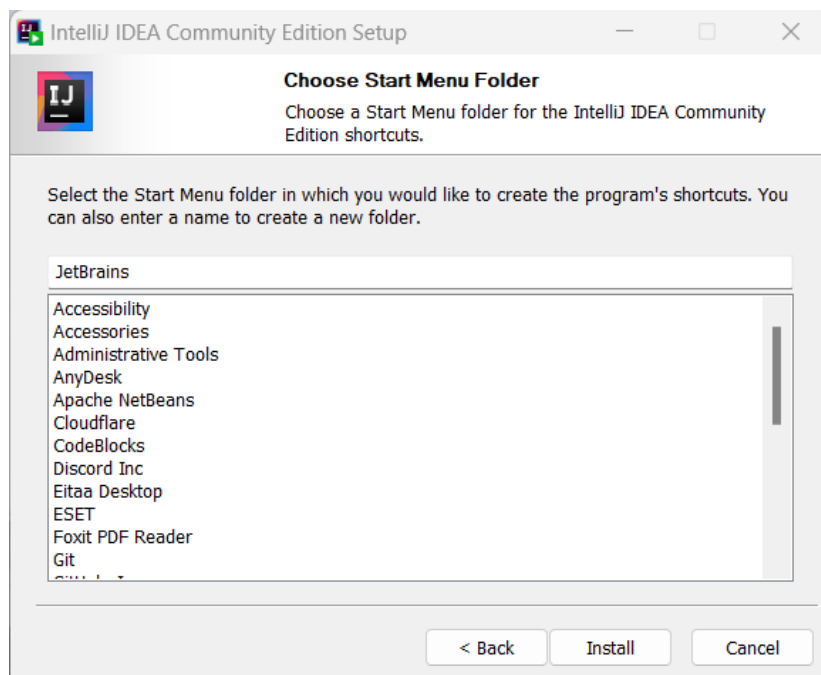 IntelliJ IDEA Community Edition Setup
IJ
Choose Start Menu Folder
Choose a Start Menu folder for the IntelliJ IDEA Community
Edition shortcuts.
Select the Start Menu folder in which you would like to create the program's shortcuts. You
can also enter a name to create a new folder.
JetBrains
Accessibility
Accessories
Administrative Tools
AnyDesk
Apache NetBeans
Cloudflare
CodeBlocks
Discord Inc
Eitaa Desktop
ESET
Foxit PDF Reader
Git
< Back Install Cancel